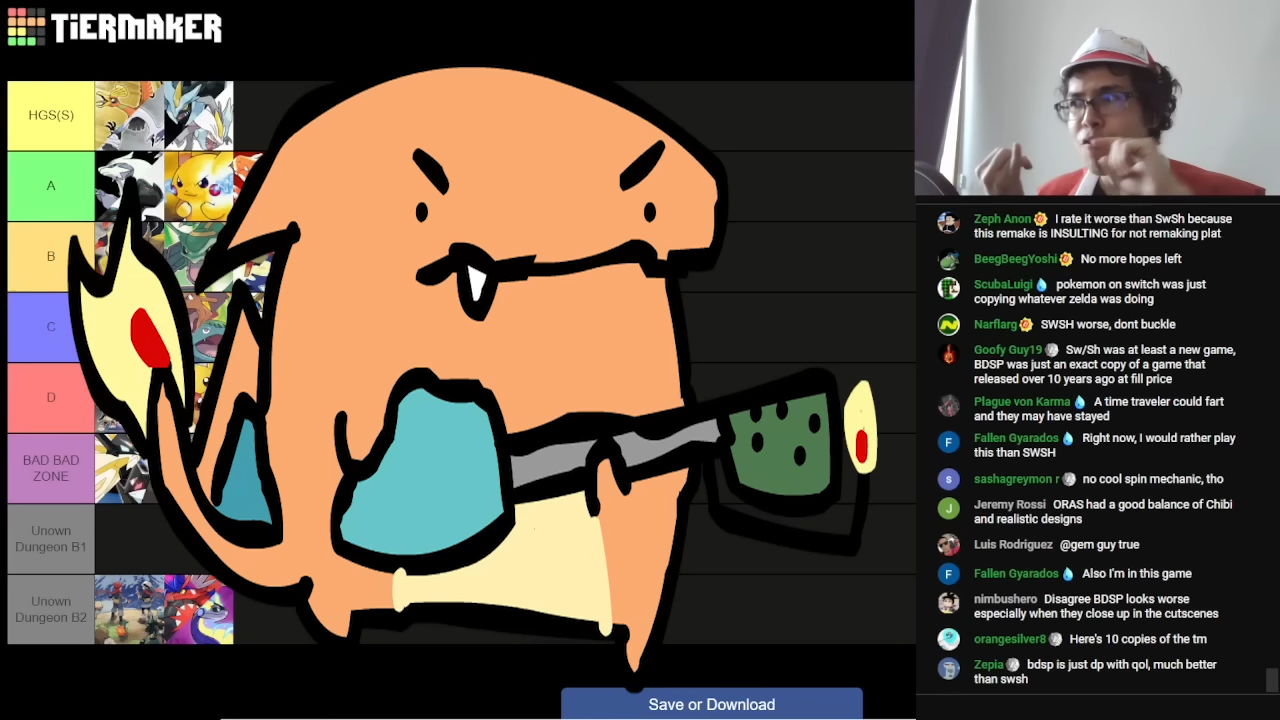 TiERMAKER
HGS(S)
A
B
C
D
BAD BAD
ZONE
Unown
Dungeon B1
Unown
Dungeon B2
Save or Download
Zeph Anon I rate it worse than SwSh because
this remake is INSULTING for not remaking plat
BeegBeegYoshi No more hopes left
ScubaLuigi pokemon on switch was just
copying whatever zelda was doing
Narflarg SWSH worse, dont buckle
Goofy Guy19 Sw/Sh was at least a new game,
BDSP was just an exact copy of a game that
released over 10 years ago at fill price
Plague von Karma A time traveler could fart
and they may have stayed
F
Fallen Gyarados Right now, I would rather play
this than SWSH
s
sashagreymon r no cool spin mechanic, tho
J
Jeremy Rossi ORAS had a good balance of Chibi
and realistic designs
Luis Rodriguez @gem guy true
F
Fallen Gyarados Also I'm in this game
nimbushero Disagree BDSP looks worse
especially when they close up in the cutscenes
orangesilver8 Here's 10 copies of the tm
Zepia bdsp is just dp with qol, much better
than swsh